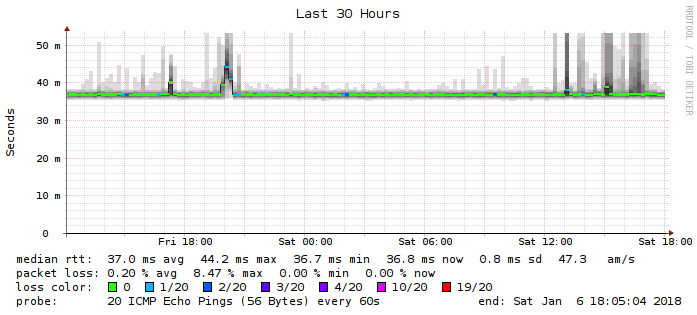 Last 30 Hours
RRDTOOL / TOBI OETIKER
Seconds
50 m
40 m
30 m
20 m
10 m
0
Fri 18:00 Sat 00:00 Sat 06:00 Sat 12:00 Sat 18:00
median rtt: 37.0 ms avg 44.2 ms max 36.7 ms min 36.8 ms now 0.8 ms sd 47.3 am/s
packet loss: 0.20 % avg 8.47 % max 0.00 % min 0.00 % now
loss color: 0 1/20 2/20 3/20 4/20 10/20 19/20
probe: 20 ICMP Echo Pings (56 Bytes) every 60s end: Sat Jan 6 18:05:04 2018